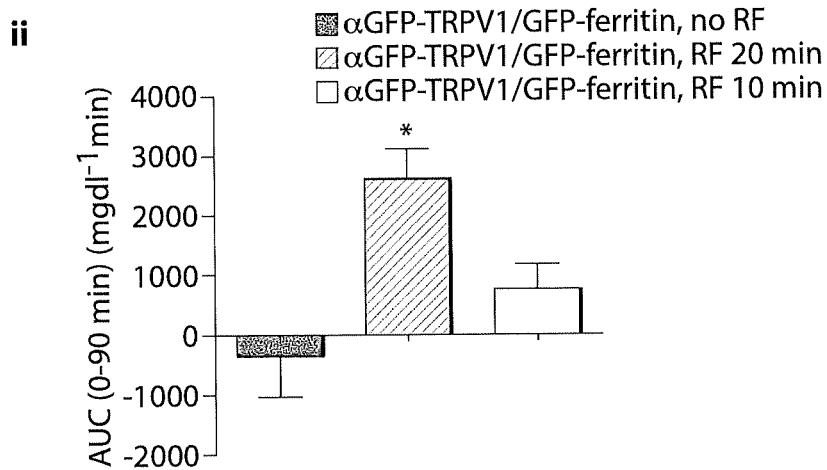 ii
αGFP-TRPV1/GFP-ferritin, no RF
αGFP-TRPV1/GFP-ferritin, RF 20 min
αGFP-TRPV1/GFP-ferritin, RF 10 min
AUC (0-90 min) (mgdl⁻¹min)
4000
3000
2000
1000
0
-1000
-2000
*